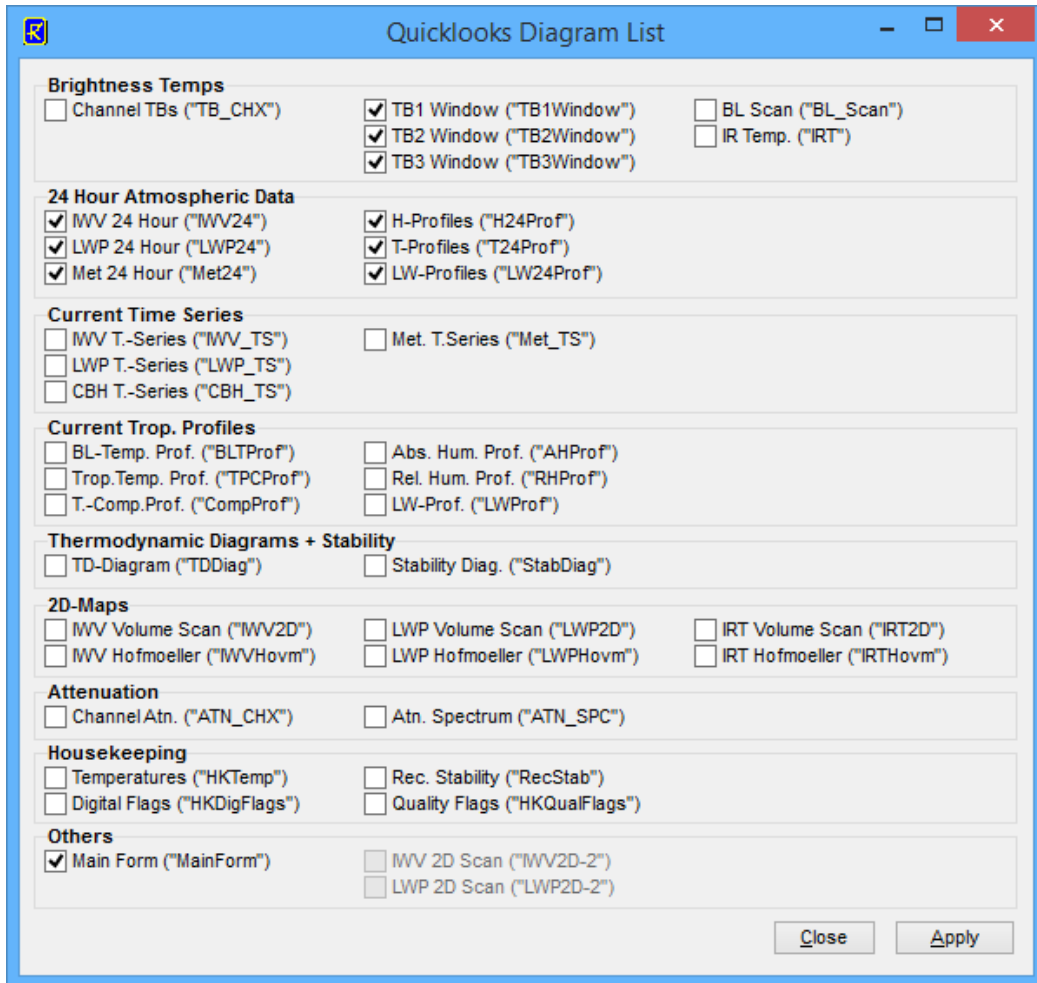 Quicklooks Diagram List
Brightness Temps
Channel TBs ("TB_CHX") TB1 Window ("TB1Window") BL Scan ("BL_Scan")
TB2 Window ("TB2Window") IR Temp. ("IRT")
TB3 Window ("TB3Window")
24 Hour Atmospheric Data
IWV 24 Hour ("IWV24") H-Profiles ("H24Prof")
LWP 24 Hour ("LWP24") T-Profiles ("T24Prof")
Met 24 Hour ("Met24") LW-Profiles ("LW24Prof")
Current Time Series
IWV T.-Series ("IWV_TS") Met. T.Series ("Met_TS")
LWP T.-Series ("LWP_TS")
CBH T.-Series ("CBH_TS")
Current Trop. Profiles
BL-Temp. Prof. ("BLTProf") Abs. Hum. Prof. ("AHProf")
Trop.Temp. Prof. ("TPCProf") Rel. Hum. Prof. ("RHProf")
T.-Comp.Prof. ("CompProf") LW-Prof. ("LWProf")
Thermodynamic Diagrams + Stability
TD-Diagram ("TDDiag") Stability Diag. ("StabDiag")
2D-Maps
IWV Volume Scan ("IWV2D") LWP Volume Scan ("LWP2D") IRT Volume Scan ("IRT2D")
IWV Hofmoeller ("IWVHovm") LWP Hofmoeller ("LWPHovm") IRT Hofmoeller ("IRTHovm")
Attenuation
Channel Atn. ("ATN_CHX") Atn. Spectrum ("ATN_SPC")
Housekeeping
Temperatures ("HKTemp") Rec. Stability ("RecStab")
Digital Flags ("HKDigFlags") Quality Flags ("HKQualFlags")
Others
Main Form ("MainForm") IWV 2D Scan ("IWV2D-2")
LWP 2D Scan ("LWP2D-2")
Close Apply